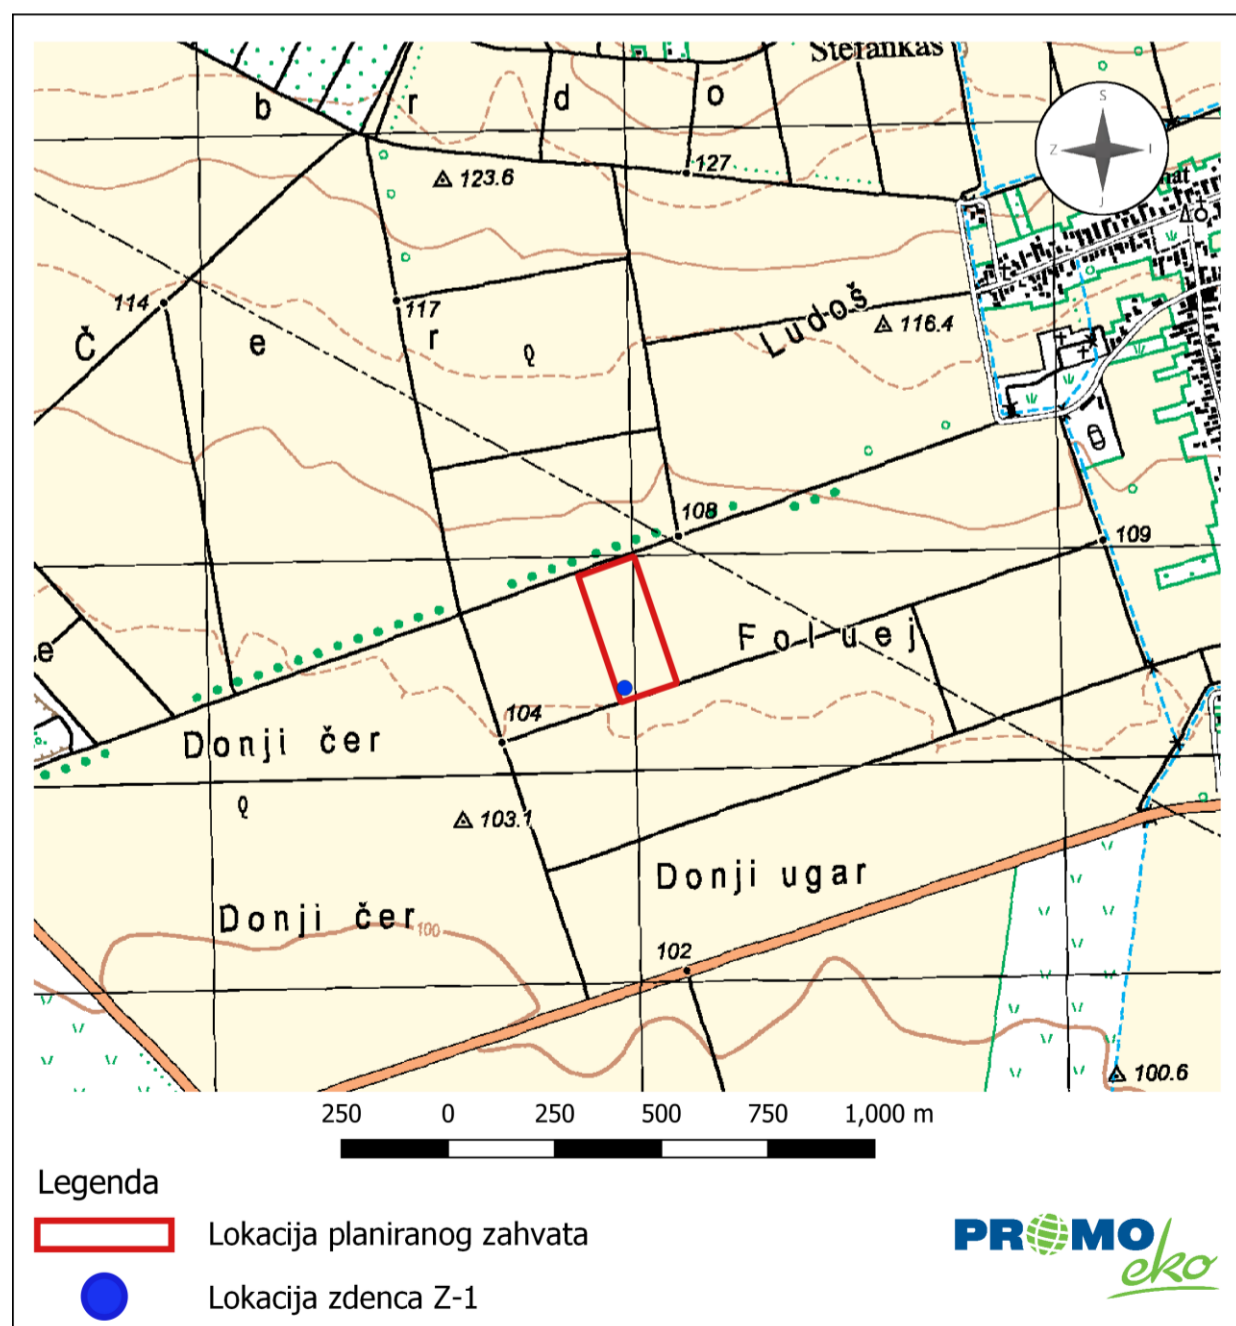 Štefankas
b r d o
S
Z I
J
127
123.6
114
117
Č e r
Ludoš
116.4
108
109
Foluej
104
Donji čer
103.1
Donji ugar
Donji čer
100
102
100.6
250 0 250 500 750 1,000 m
Legenda
Lokacija planiranog zahvata
Lokacija zdenca Z-1
PROMO
eko